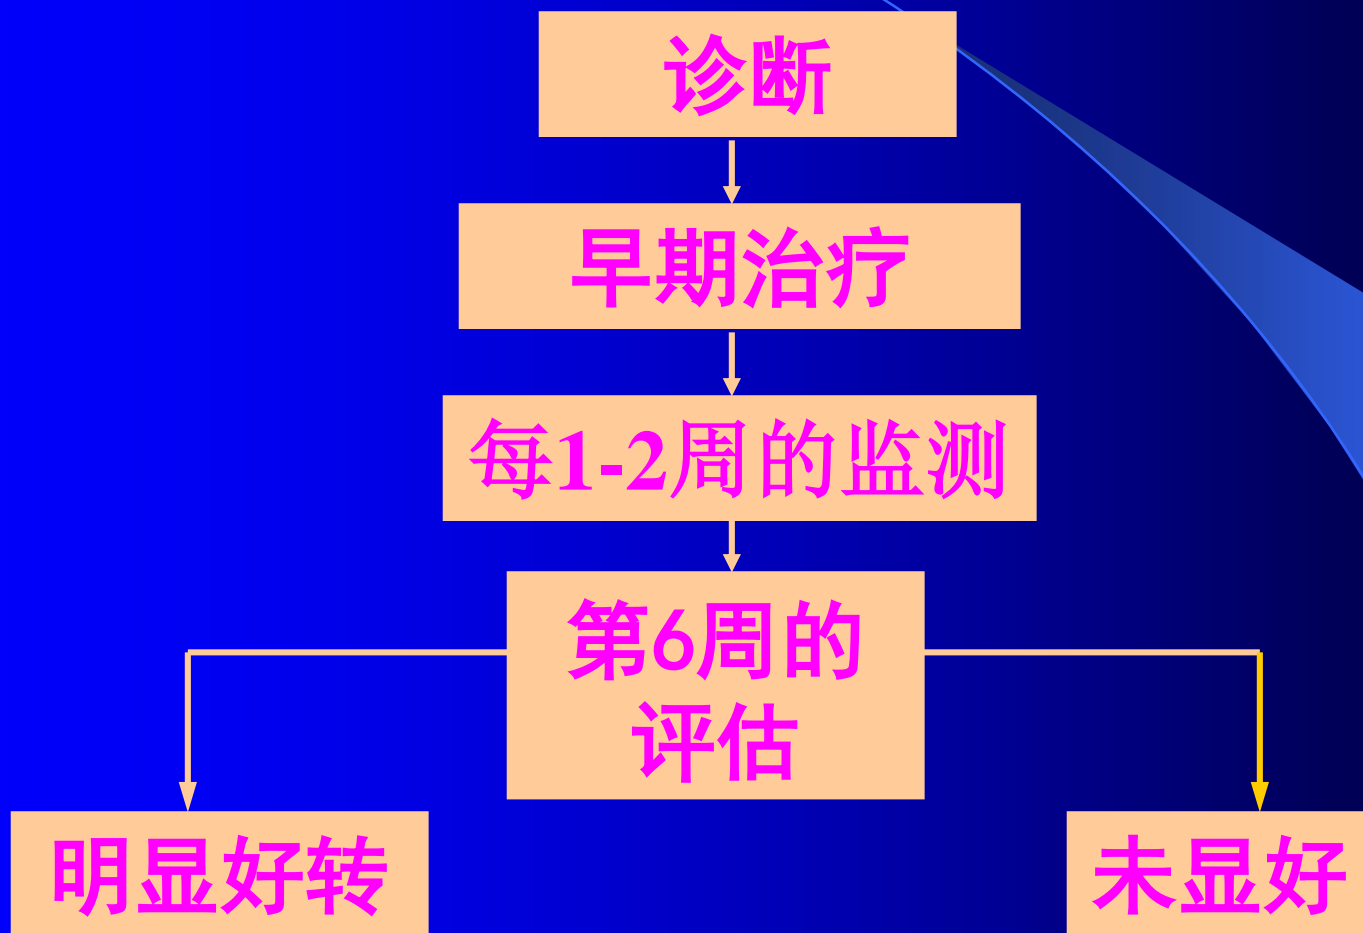 诊断
早期治疗
每1-2周的监测
第6周的
评估
明显好转
未显好